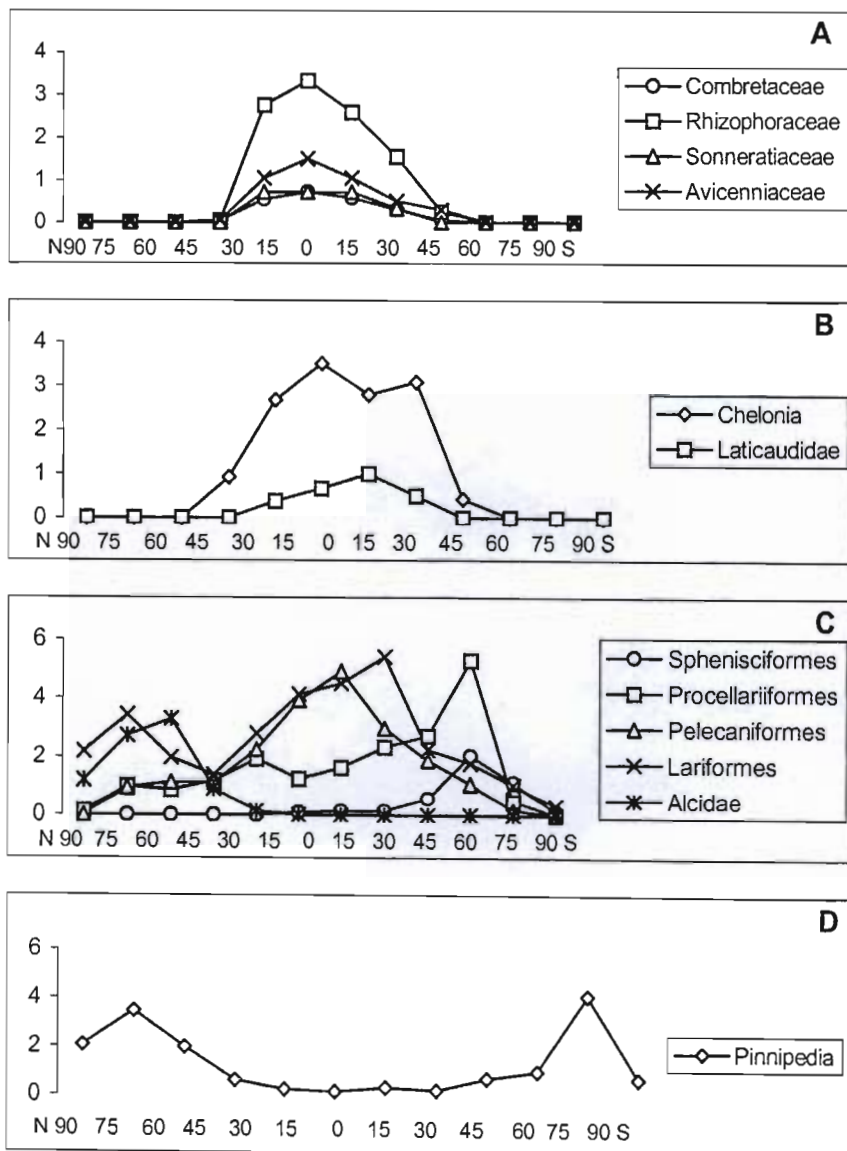 A
4
3
2
1
0
N90 75 60 45 30 15 0 15 30 45 60 75 90 S
Combretaceae
Rhizophoraceae
Sonneratiaceae
Avicenniaceae
B
4
3
2
1
0
N 90 75 60 45 30 15 0 15 30 45 60 75 90 S
Chelonia
Laticaudidae
C
6
4
2
0
N 90 75 60 45 30 15 0 15 30 45 60 75 90 S
Sphenisciformes
Procellariiformes
Pelecaniformes
Lariformes
Alcidae
D
6
4
2
0
N 90 75 60 45 30 15 0 15 30 45 60 75 90 S
Pinnipedia